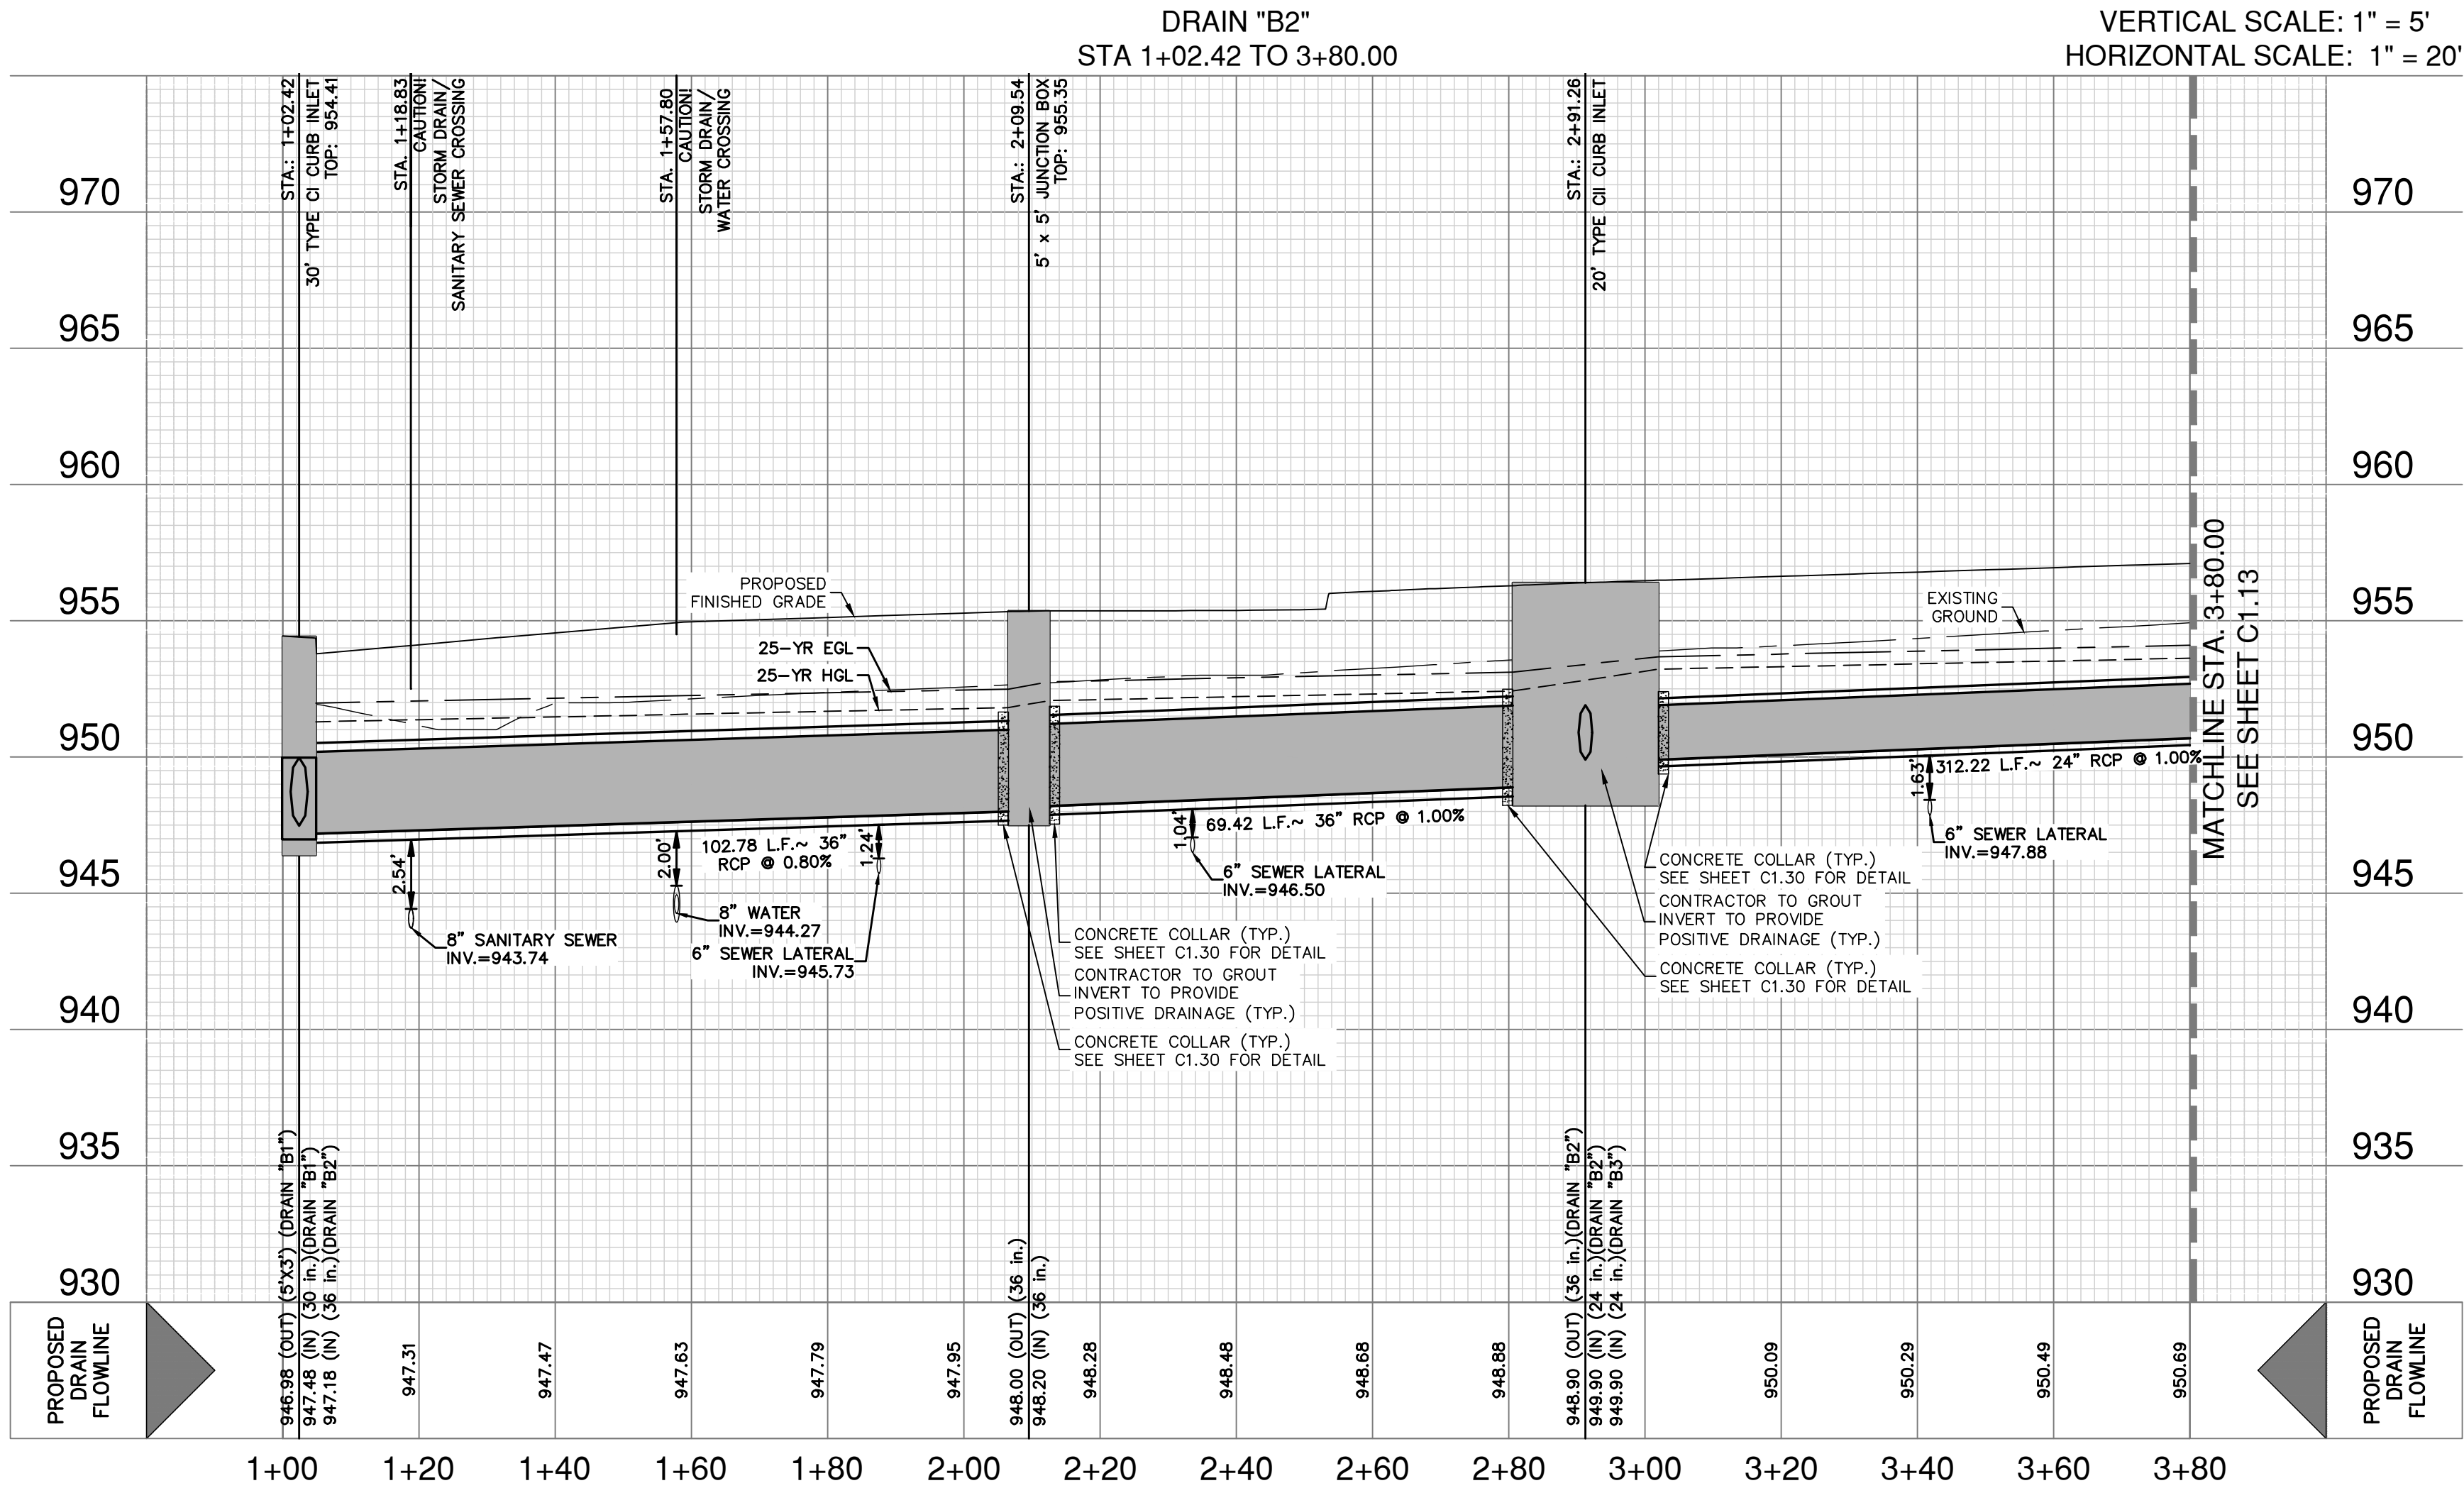 DRAIN "B2"
STA 1+02.42 TO 3+80.00
VERTICAL SCALE: 1" = 5'
HORIZONTAL SCALE: 1" = 20'
STA.: 1+02.42
30' TYPE CI CURB INLET
TOP: 954.41
STA. 1+18.83
CAUTION!
STORM DRAIN/
SANITARY SEWER CROSSING
STA. 1+57.80
CAUTION!
STORM DRAIN/
WATER CROSSING
STA.: 2+09.54
5' x 5' JUNCTION BOX
TOP: 955.35
STA.: 2+91.26
20' TYPE CII CURB INLET
970
970
965
965
960
960
955
955
950
950
945
945
940
940
935
935
930
930
PROPOSED
FINISHED GRADE
25-YR EGL
25-YR HGL
EXISTING
GROUND
MATCHLINE STA. 3+80.00
SEE SHEET C1.13
2.54'
8" SANITARY SEWER
INV.=943.74
2.00'
8" WATER
INV.=944.27
102.78 L.F.~ 36"
RCP @ 0.80%
1.24'
6" SEWER LATERAL
INV.=945.73
1.04'
69.42 L.F.~ 36" RCP @ 1.00%
6" SEWER LATERAL
INV.=946.50
CONCRETE COLLAR (TYP.)
SEE SHEET C1.30 FOR DETAIL
CONTRACTOR TO GROUT
INVERT TO PROVIDE
POSITIVE DRAINAGE (TYP.)
CONCRETE COLLAR (TYP.)
SEE SHEET C1.30 FOR DETAIL
CONCRETE COLLAR (TYP.)
SEE SHEET C1.30 FOR DETAIL
CONTRACTOR TO GROUT
INVERT TO PROVIDE
POSITIVE DRAINAGE (TYP.)
CONCRETE COLLAR (TYP.)
SEE SHEET C1.30 FOR DETAIL
1.63'
312.22 L.F.~ 24" RCP @ 1.00%
6" SEWER LATERAL
INV.=947.88
PROPOSED
DRAIN
FLOWLINE
946.98 (OUT) (5'X3') (DRAIN "B1")
947.48 (IN) (30 in.)(DRAIN "B1")
947.18 (IN) (36 in.)(DRAIN "B2")
947.31
947.47
947.63
947.79
947.95
948.00 (OUT) (36 in.)
948.20 (IN) (36 in.)
948.28
948.48
948.68
948.88
948.90 (OUT) (36 in.)(DRAIN "B2")
949.90 (IN) (24 in.)(DRAIN "B2")
949.90 (IN) (24 in.)(DRAIN "B3")
950.09
950.29
950.49
950.69
PROPOSED
DRAIN
FLOWLINE
1+00
1+20
1+40
1+60
1+80
2+00
2+20
2+40
2+60
2+80
3+00
3+20
3+40
3+60
3+80